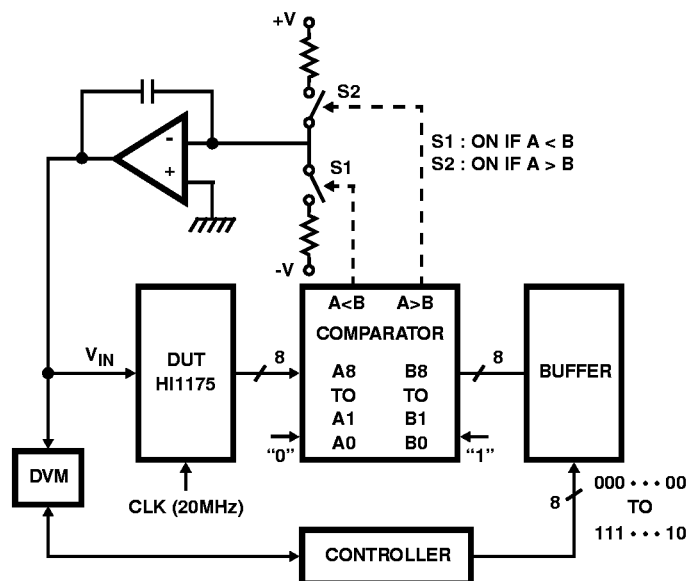 +V
S2
S1 : ON IF A < B
S2 : ON IF A > B
-
+
S1
-V
A<B A>B
COMPARATOR
A8 B8
TO TO
A1 B1
A0 B0
VIN
DUT
HI1175
8
8
BUFFER
"0"
"1"
DVM
CLK (20MHz)
8
000 • • • 00
TO
111 • • • 10
CONTROLLER